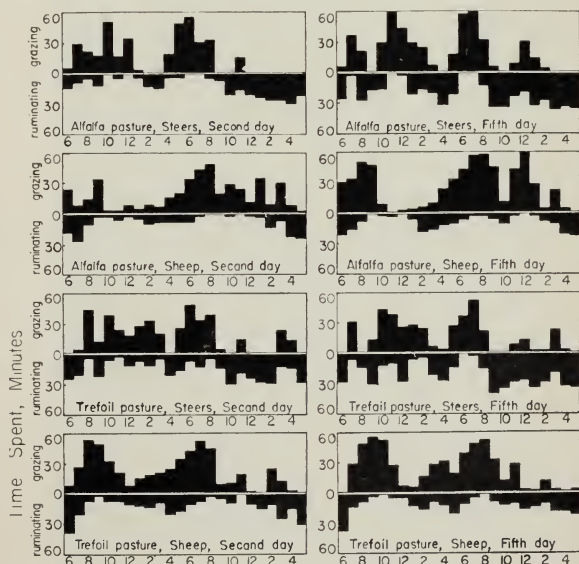 Time Spent, Minutes
ruminating grazing
60 30 0 30 60
Alfalfa pasture, Steers, Second day
6 8 10 12 2 4 6 8 10 12 2 4
60 30 0 30 60
Alfalfa pasture, Steers, Fifth day
6 8 10 12 2 4 6 8 10 12 2 4
ruminating grazing
60 30 0 30 60
Alfalfa pasture, Sheep, Second day
6 8 10 12 2 4 6 8 10 12 2 4
60 30 0 30 60
Alfalfa pasture, Sheep, Fifth day
6 8 10 12 2 4 6 8 10 12 2 4
ruminating grazing
60 30 0 30 60
Trefoil pasture, Steers, Second day
6 8 10 12 2 4 6 8 10 12 2 4
60 30 0 30 60
Trefoil pasture, Steers, Fifth day
6 8 10 12 2 4 6 8 10 12 2 4
ruminating grazing
60 30 0 30 60
Trefoil pasture, Sheep, Second day
6 8 10 12 2 4 6 8 10 12 2 4
60 30 0 30 60
Trefoil pasture, Sheep, Fifth day
6 8 10 12 2 4 6 8 10 12 2 4